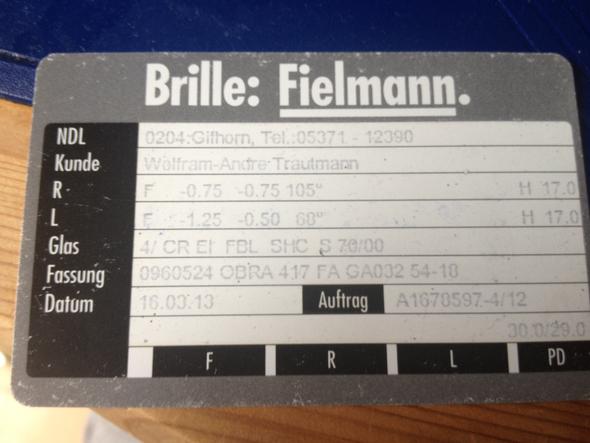 Brille: Fielmann.
NDL 0204:Gifhorn, Tel.:05371 - 12390
Kunde Wolfram-Andre Trautmann
R F -0.75 -0.75 105° H 17.0
L F -1.25 -0.50 68° H 17.0
Glas 4/ CR EI FBL SHC S 70/00
Fassung 0960524 OBRA 417 FA GA032 54-18
Datum 16.03.13 Auftrag A1670597-4/12
30.0/29.0
F R L PD